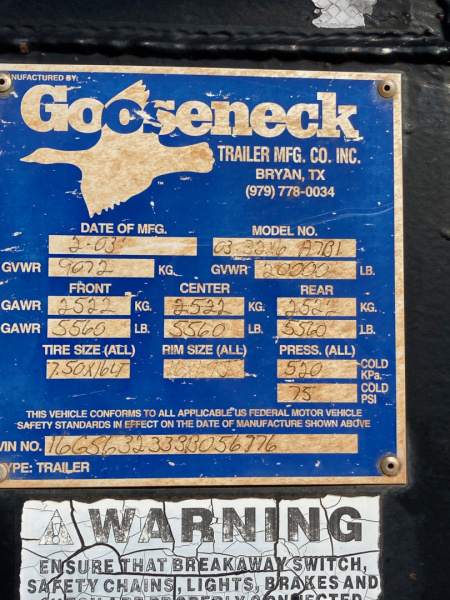 MANUFACTURED BY:
Gooseneck
TRAILER MFG. CO. INC.
BRYAN, TX
(979) 778-0034
DATE OF MFG. MODEL NO.
2-03
GVWR 9072 KG. GVWR 20000 LB.
FRONT CENTER REAR
GAWR 2522 KG. 2522 KG. 2522 KG.
GAWR 5560 LB. 5560 LB. 5560 LB.
TIRE SIZE (ALL) RIM SIZE (ALL) PRESS. (ALL)
7.50X16LT 520 COLD KPa.
75 COLD PSI
THIS VEHICLE CONFORMS TO ALL APPLICABLE US FEDERAL MOTOR VEHICLE
SAFETY STANDARDS IN EFFECT ON THE DATE OF MANUFACTURE SHOWN ABOVE
VIN NO.
TYPE: TRAILER
WARNING
ENSURE THAT BREAKAWAY SWITCH,
SAFETY CHAINS, LIGHTS, BRAKES AND